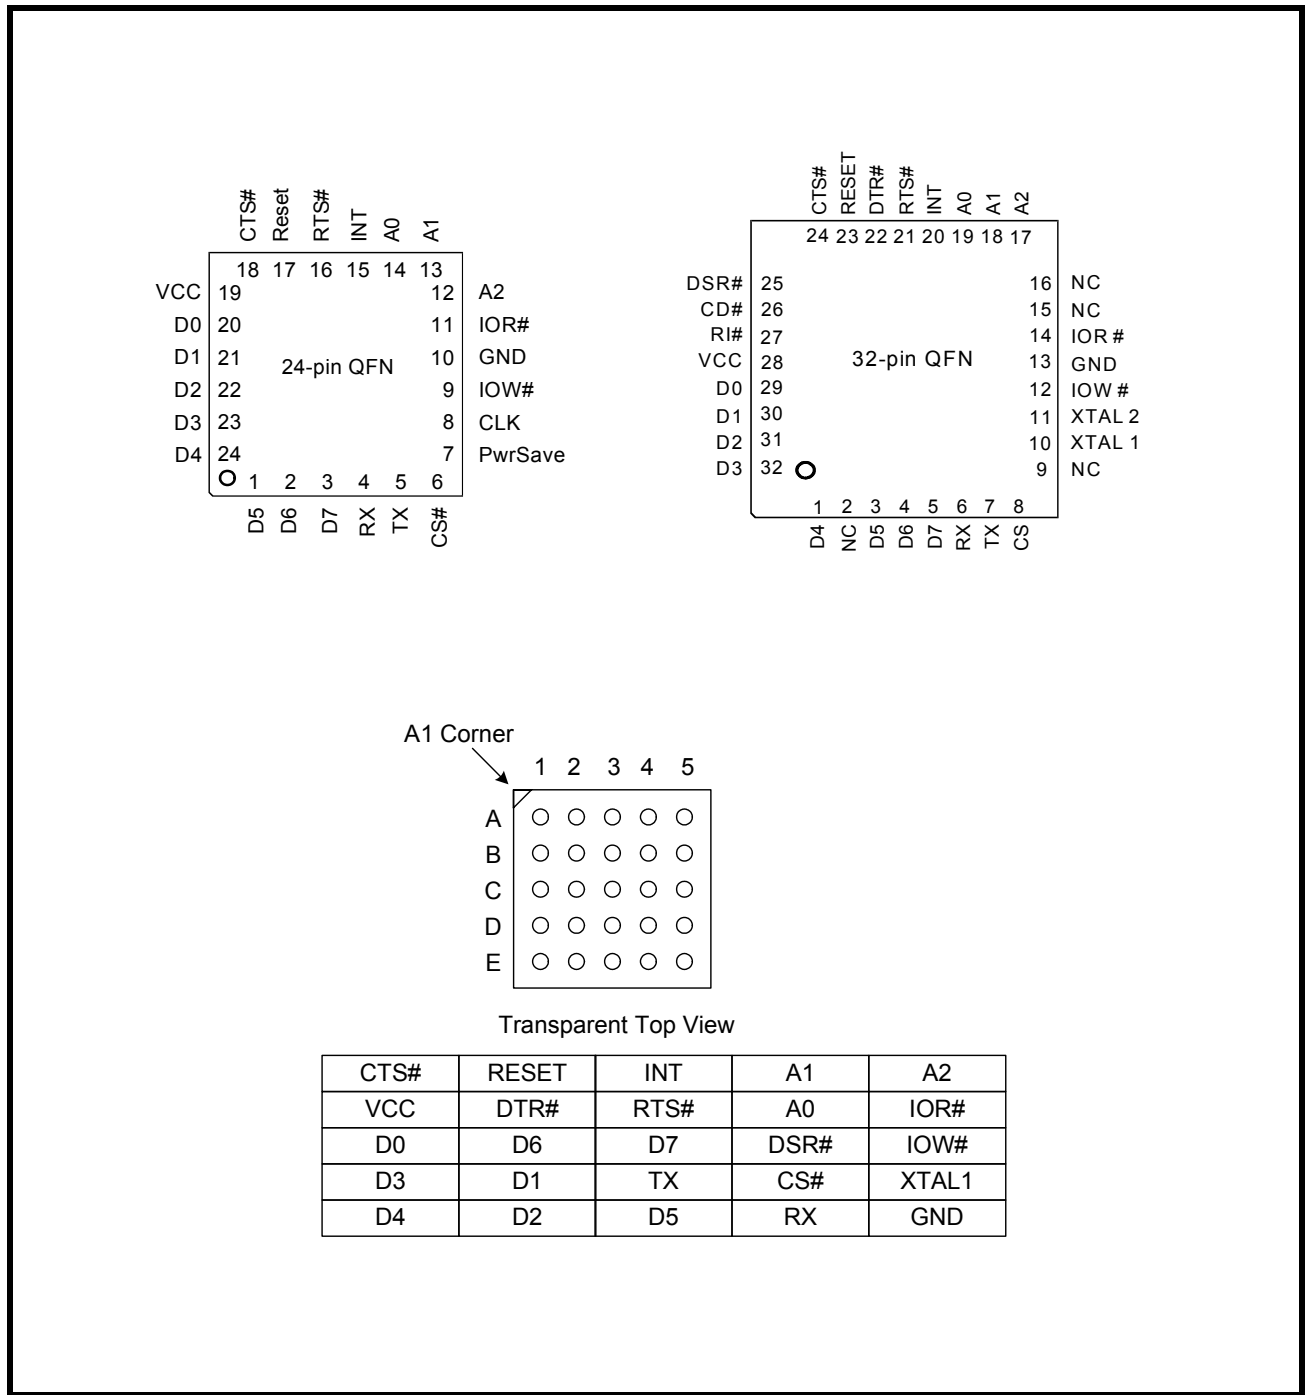 CTS# Reset RTS# INT A0 A1
18 17 16 15 14 13
VCC 19 12 A2
D0 20 11 IOR#
D1 21 24-pin QFN 10 GND
D2 22 9 IOW#
D3 23 8 CLK
D4 24 7 PwrSave
1 2 3 4 5 6
D5 D6 D7 RX TX CS#
CTS# RESET DTR# RTS# INT A0 A1 A2
24 23 22 21 20 19 18 17
DSR# 25 16 NC
CD# 26 15 NC
RI# 27 14 IOR#
VCC 28 32-pin QFN 13 GND
D0 29 12 IOW#
D1 30 11 XTAL2
D2 31 10 XTAL1
D3 32 9 NC
1 2 3 4 5 6 7 8
D4 NC D5 D6 D7 RX TX CS
A1 Corner
1 2 3 4 5
A
B
C
D
E
Transparent Top View
CTS# RESET INT A1 A2
VCC DTR# RTS# A0 IOR#
D0 D6 D7 DSR# IOW#
D3 D1 TX CS# XTAL1
D4 D2 D5 RX GND